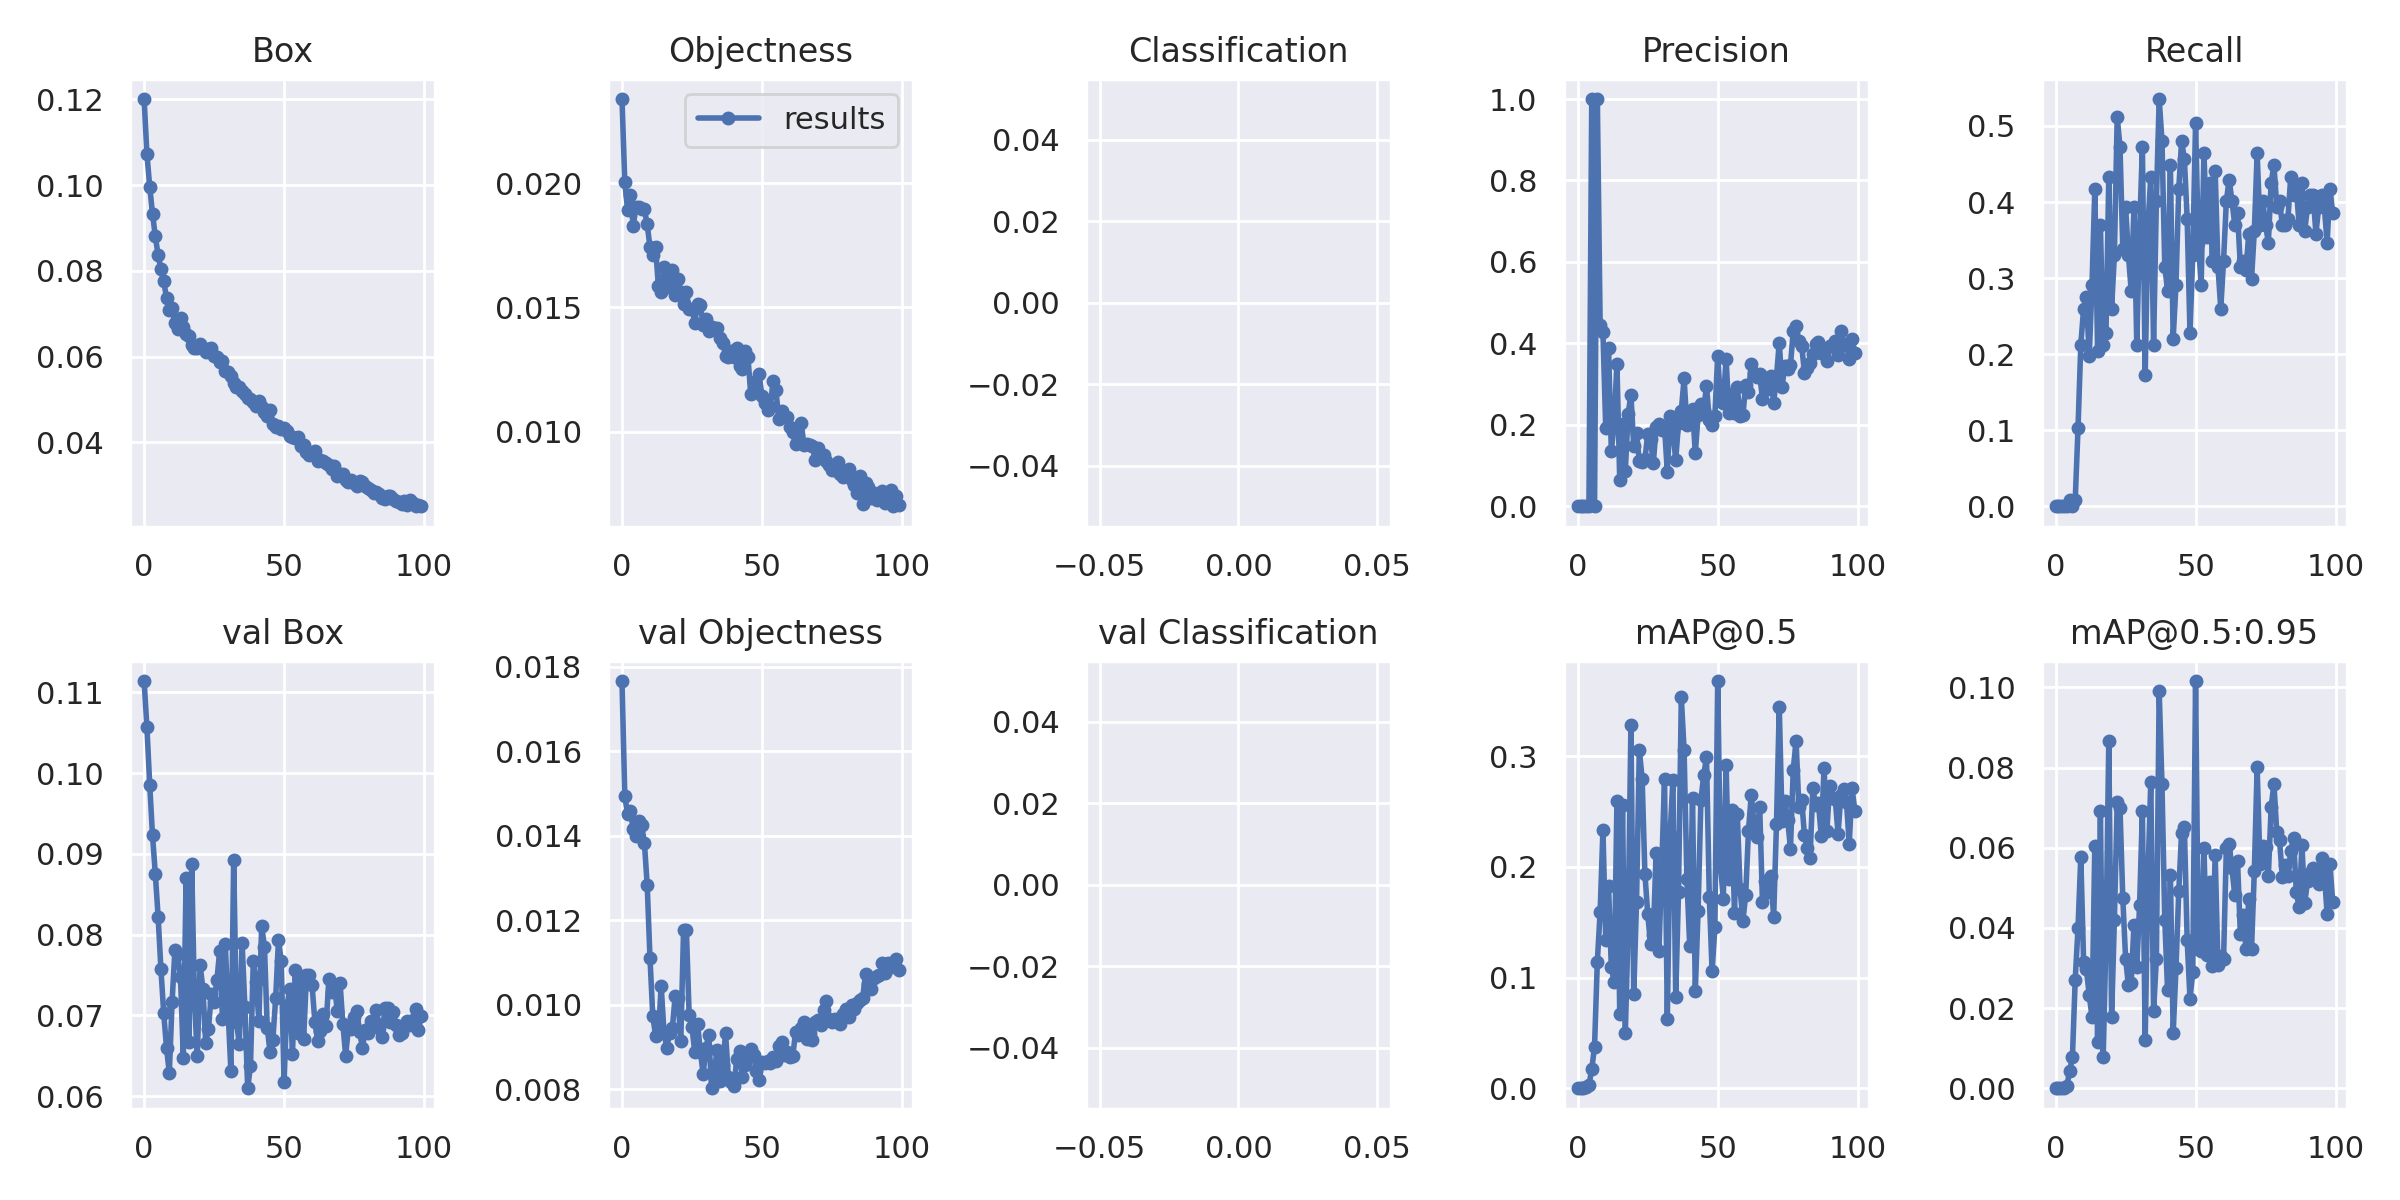 Box
Objectness
Classification
Precision
Recall
0.12
0.10
0.08
0.06
0.04
0 50 100
results
0.020
0.015
0.010
0 50 100
0.04
0.02
0.00
−0.02
−0.04
−0.05 0.00 0.05
1.0
0.8
0.6
0.4
0.2
0.0
0 50 100
0.5
0.4
0.3
0.2
0.1
0.0
0 50 100
val Box
val Objectness
val Classification
mAP@0.5
mAP@0.5:0.95
0.11
0.10
0.09
0.08
0.07
0.06
0 50 100
0.018
0.016
0.014
0.012
0.010
0.008
0 50 100
0.04
0.02
0.00
−0.02
−0.04
−0.05 0.00 0.05
0.3
0.2
0.1
0.0
0 50 100
0.10
0.08
0.06
0.04
0.02
0.00
0 50 100